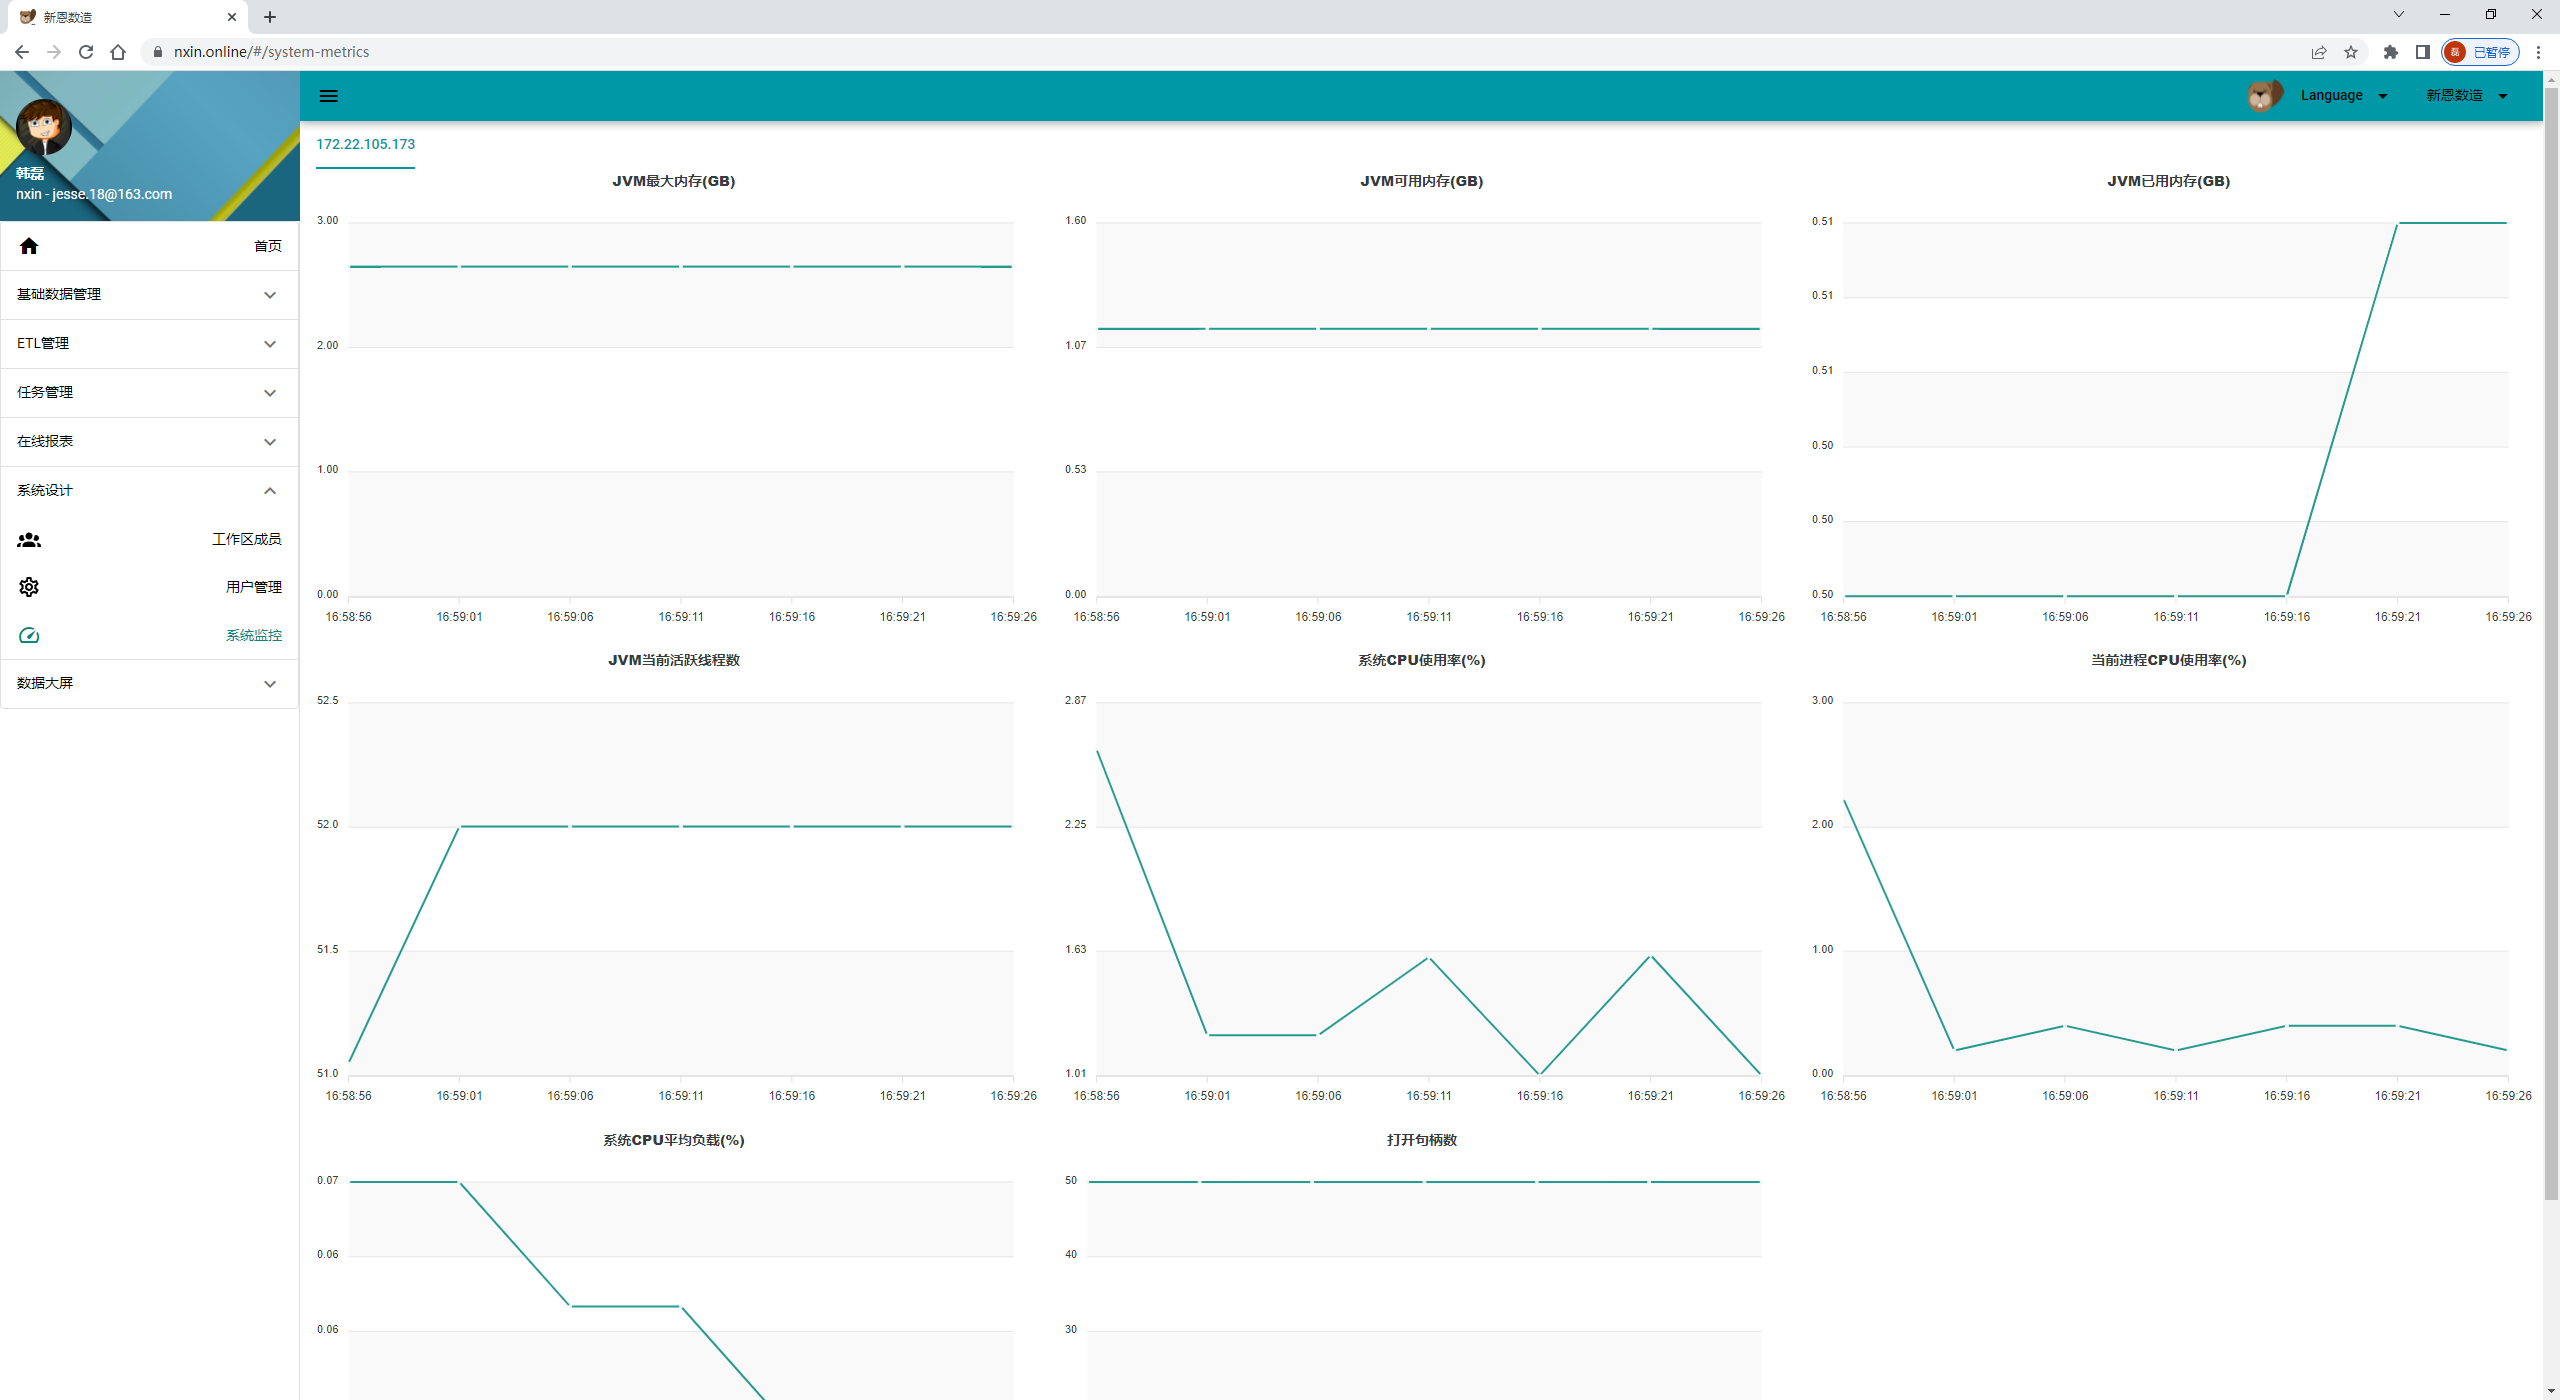 新恩数造
nxin.online/#/system-metrics
磊 已暂停
Language
新恩数造
韩磊
nxin - jesse.18@163.com
首页
基础数据管理
ETL管理
任务管理
在线报表
系统设计
工作区成员
用户管理
系统监控
数据大屏
172.22.105.173
JVM最大内存(GB)
3.00
2.00
1.00
0.00
16:58:56 16:59:01 16:59:06 16:59:11 16:59:16 16:59:21 16:59:26
JVM可用内存(GB)
1.60
1.07
0.53
0.00
16:58:56 16:59:01 16:59:06 16:59:11 16:59:16 16:59:21 16:59:26
JVM已用内存(GB)
0.51
0.51
0.51
0.50
0.50
0.50
16:58:56 16:59:01 16:59:06 16:59:11 16:59:16 16:59:21 16:59:26
JVM当前活跃线程数
52.5
52.0
51.5
51.0
16:58:56 16:59:01 16:59:06 16:59:11 16:59:16 16:59:21 16:59:26
系统CPU使用率(%)
2.87
2.25
1.63
1.01
16:58:56 16:59:01 16:59:06 16:59:11 16:59:16 16:59:21 16:59:26
当前进程CPU使用率(%)
3.00
2.00
1.00
0.00
16:58:56 16:59:01 16:59:06 16:59:11 16:59:16 16:59:21 16:59:26
系统CPU平均负载(%)
0.07
0.06
0.06
打开句柄数
50
40
30